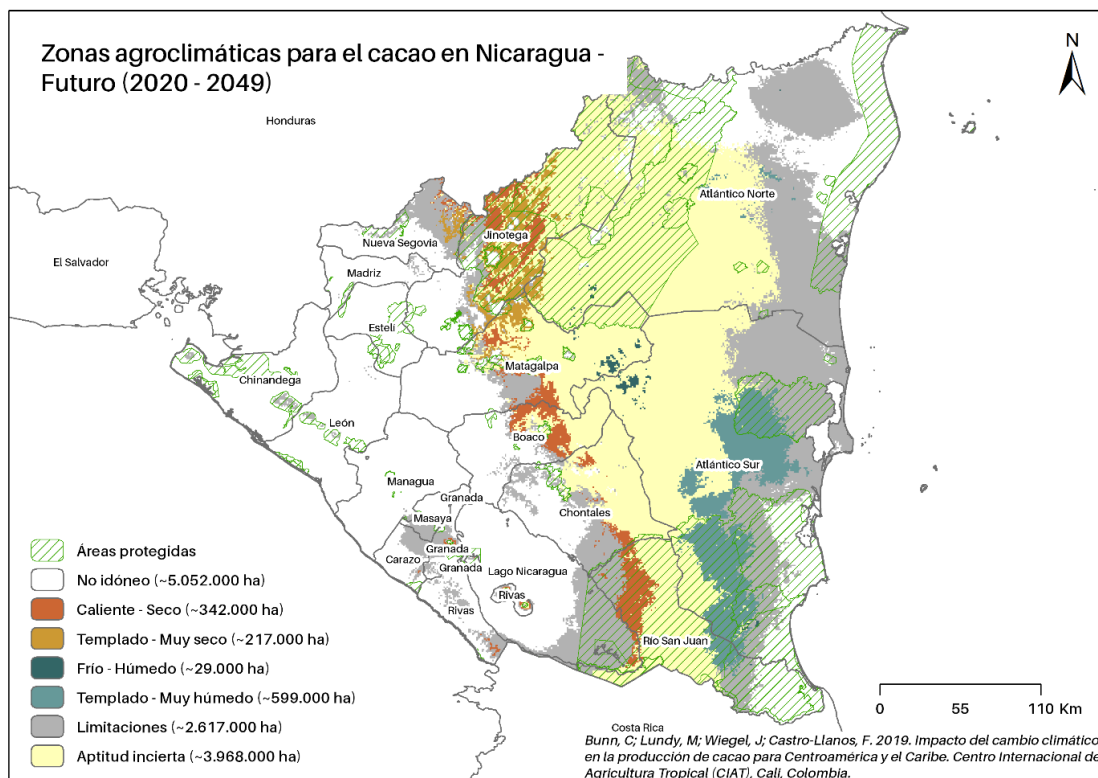 Zonas agroclimáticas para el cacao en Nicaragua -
Futuro (2020 - 2049)
N
Honduras
Atlántico Norte
Jinotega
Nueva Segovia
El Salvador
Madriz
Estelí
Matagalpa
Chinandega
León
Boaco
Atlántico Sur
Managua
Granada
Chontales
Masaya
Granada
Carazo
Granada
Lago Nicaragua
Rivas
Rivas
Río San Juan
Costa Rica
Áreas protegidas
No idóneo (~5.052.000 ha)
Caliente - Seco (~342.000 ha)
Templado - Muy seco (~217.000 ha)
Frío - Húmedo (~29.000 ha)
Templado - Muy húmedo (~599.000 ha)
Limitaciones (~2.617.000 ha)
Aptitud incierta (~3.968.000 ha)
0 55 110 Km
Bunn, C; Lundy, M; Wiegel, J; Castro-Llanos, F. 2019. Impacto del cambio climático
en la producción de cacao para Centroamérica y el Caribe. Centro Internacional de
Agricultura Tropical (CIAT), Cali, Colombia.